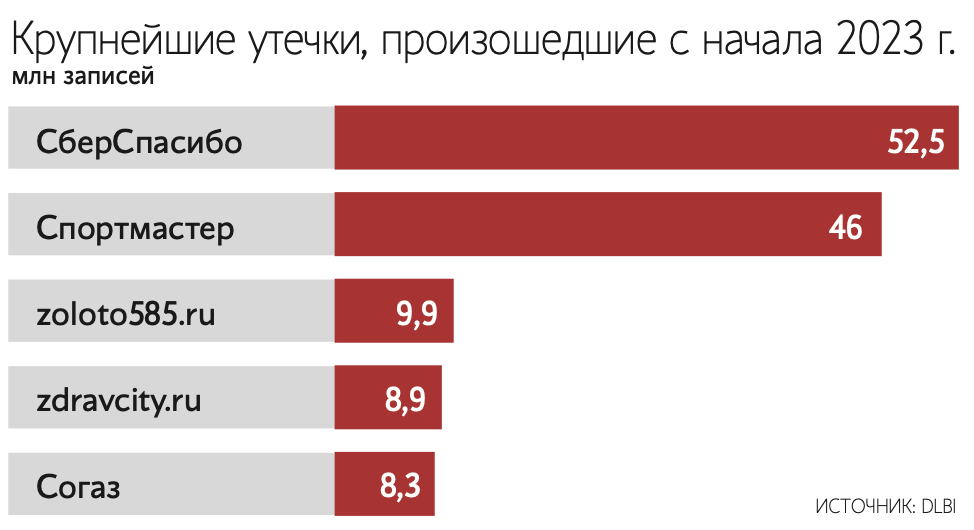 Крупнейшие утечки, произошедшие с начала 2023 г.
млн записей
СберСпасибо 52,5
Спортмастер 46
zoloto585.ru 9,9
zdravcity.ru 8,9
Согаз 8,3
ИСТОЧНИК: DLBI